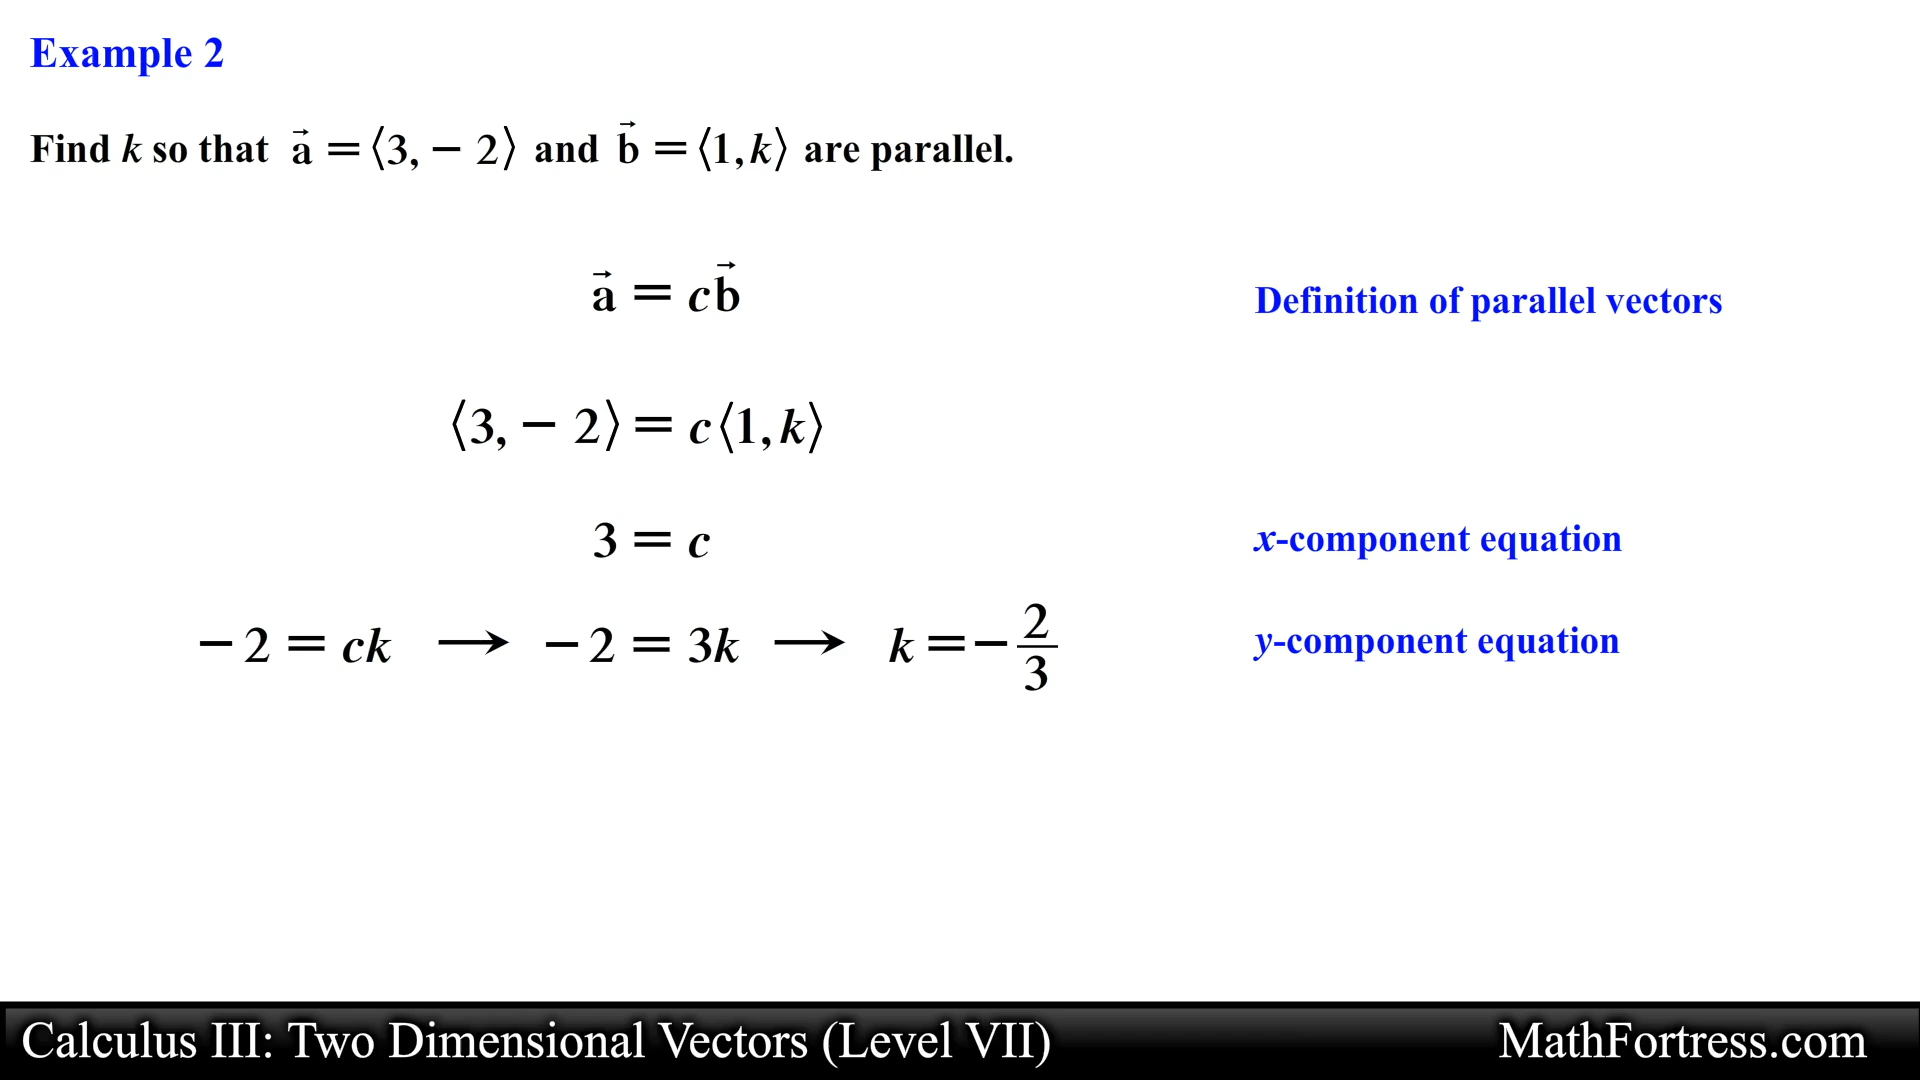 Example 2
Find k so that a⃗ = ⟨3, − 2⟩ and b⃗ = ⟨1, k⟩ are parallel.
a⃗ = cb⃗ Definition of parallel vectors
⟨3, − 2⟩ = c⟨1, k⟩
3 = c x-component equation
−2 = ck → −2 = 3k → k = −2/3 y-component equation
Calculus III: Two Dimensional Vectors (Level VII) MathFortress.com